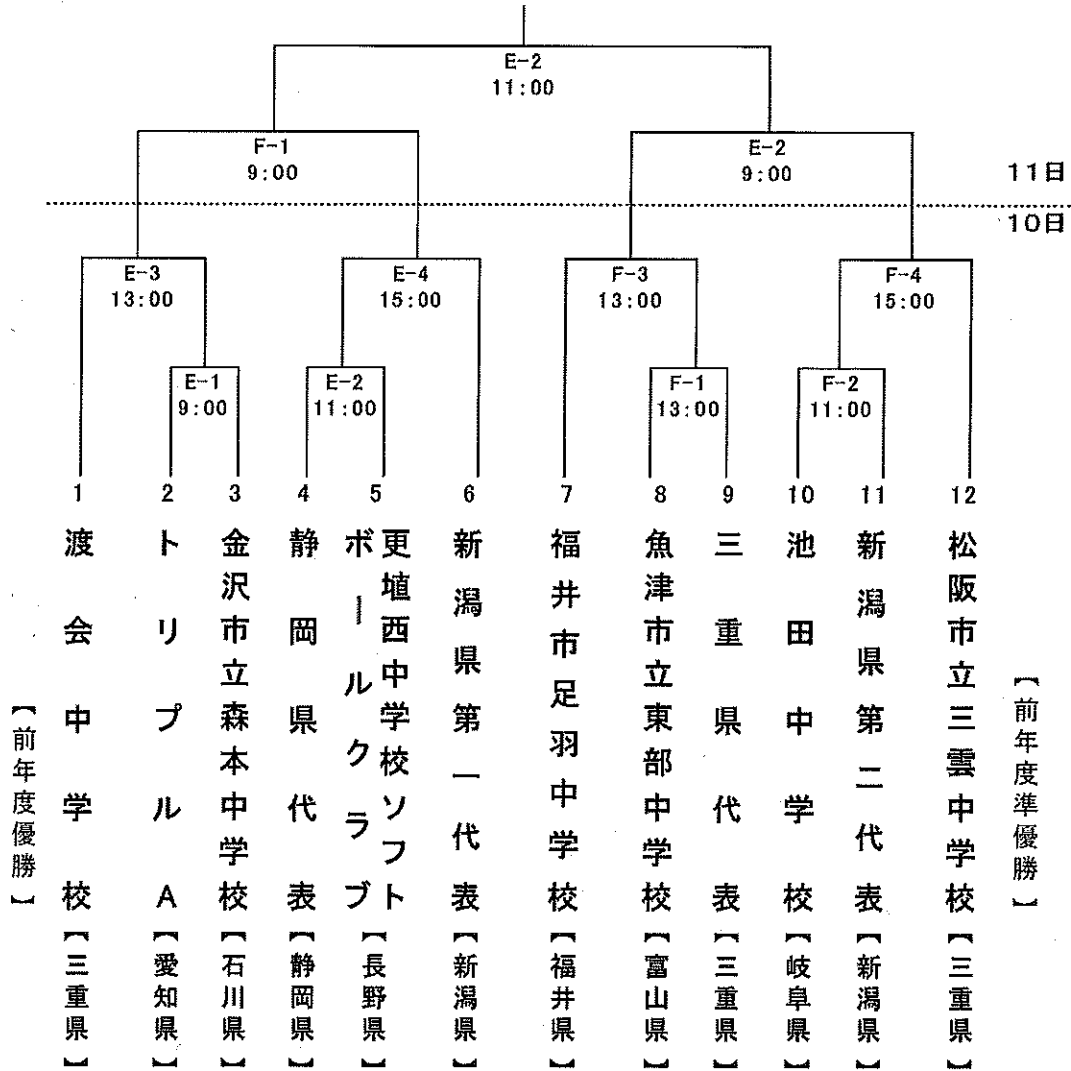 E-2
11:00
F-1
9:00
E-2
9:00
11日
10日
E-3
13:00
E-4
15:00
F-3
13:00
F-4
15:00
E-1
9:00
E-2
11:00
F-1
13:00
F-2
11:00
1
2
3
4
5
6
7
8
9
10
11
12
【前年度優勝】
渡会中学校【三重県】
トリプルA【愛知県】
金沢市立森本中学校【石川県】
静岡県代表【静岡県】
更埴西中学校ソフト
ボールクラブ
【長野県】
新潟県第一代表【新潟県】
福井市足羽中学校【福井県】
魚津市立東部中学校【富山県】
三重県代表【三重県】
池田中学校【岐阜県】
新潟県第二代表【新潟県】
松阪市立三雲中学校【三重県】
【前年度準優勝】